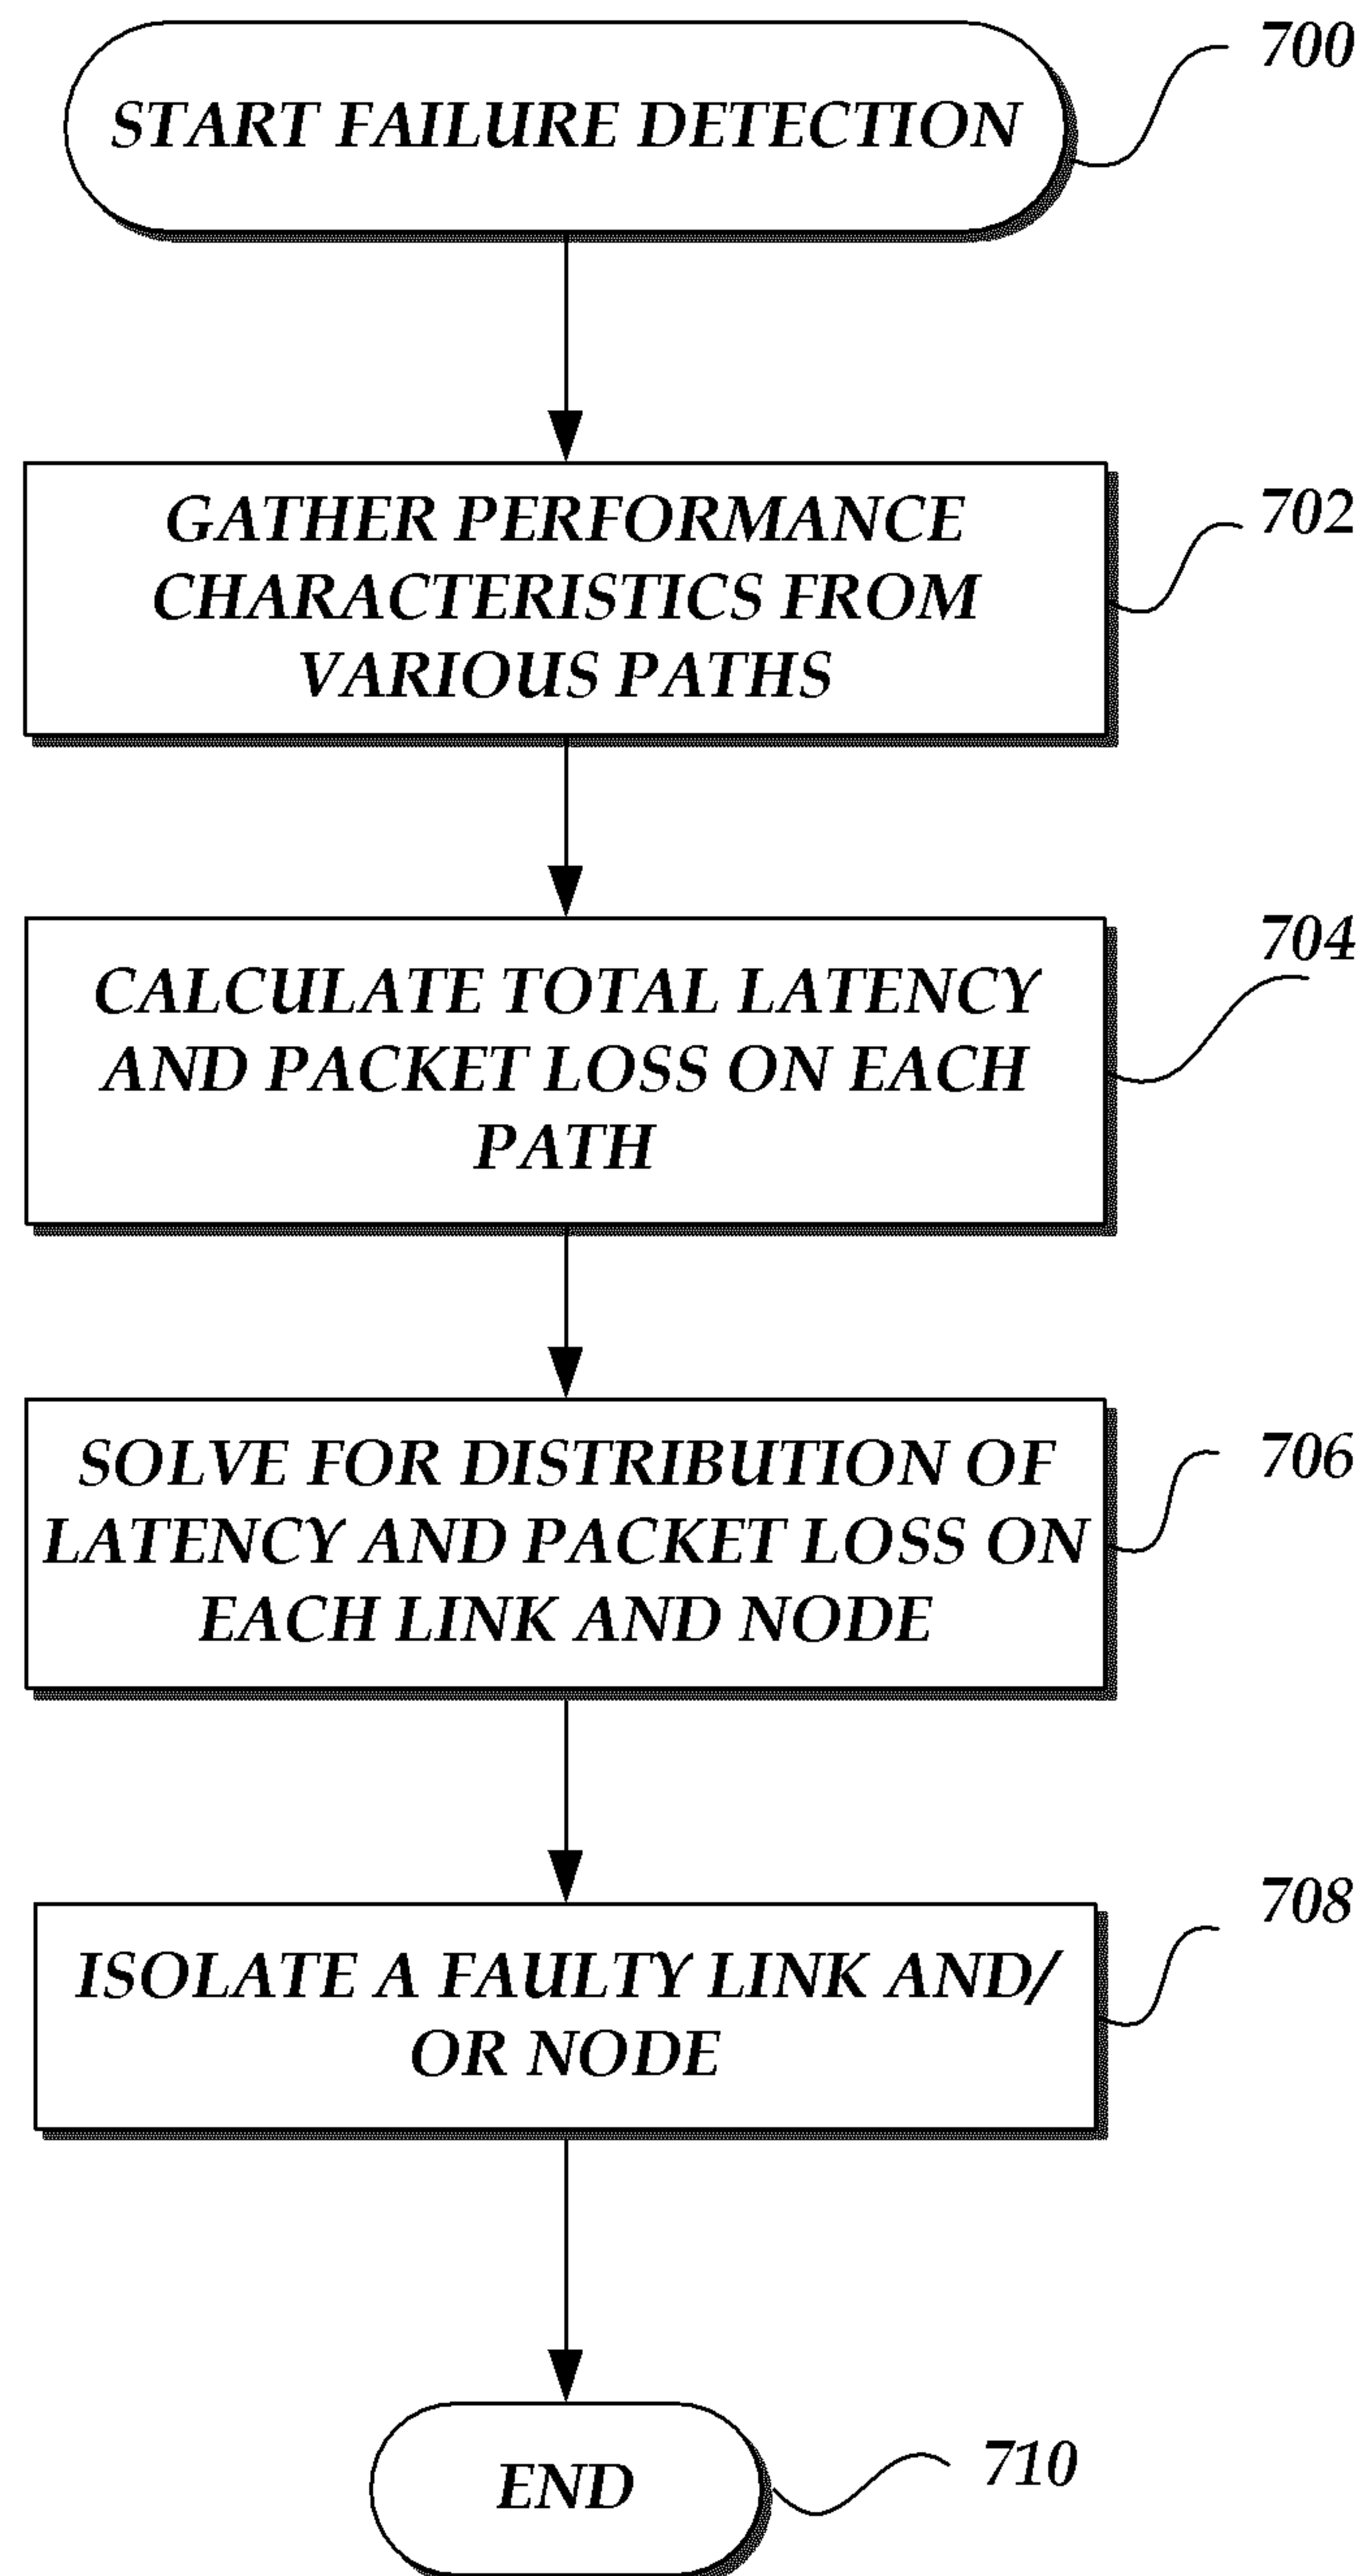 START FAILURE DETECTION
700
GATHER PERFORMANCE
CHARACTERISTICS FROM
VARIOUS PATHS
702
CALCULATE TOTAL LATENCY
AND PACKET LOSS ON EACH
PATH
704
SOLVE FOR DISTRIBUTION OF
LATENCY AND PACKET LOSS ON
EACH LINK AND NODE
706
ISOLATE A FAULTY LINK AND/
OR NODE
708
END
710